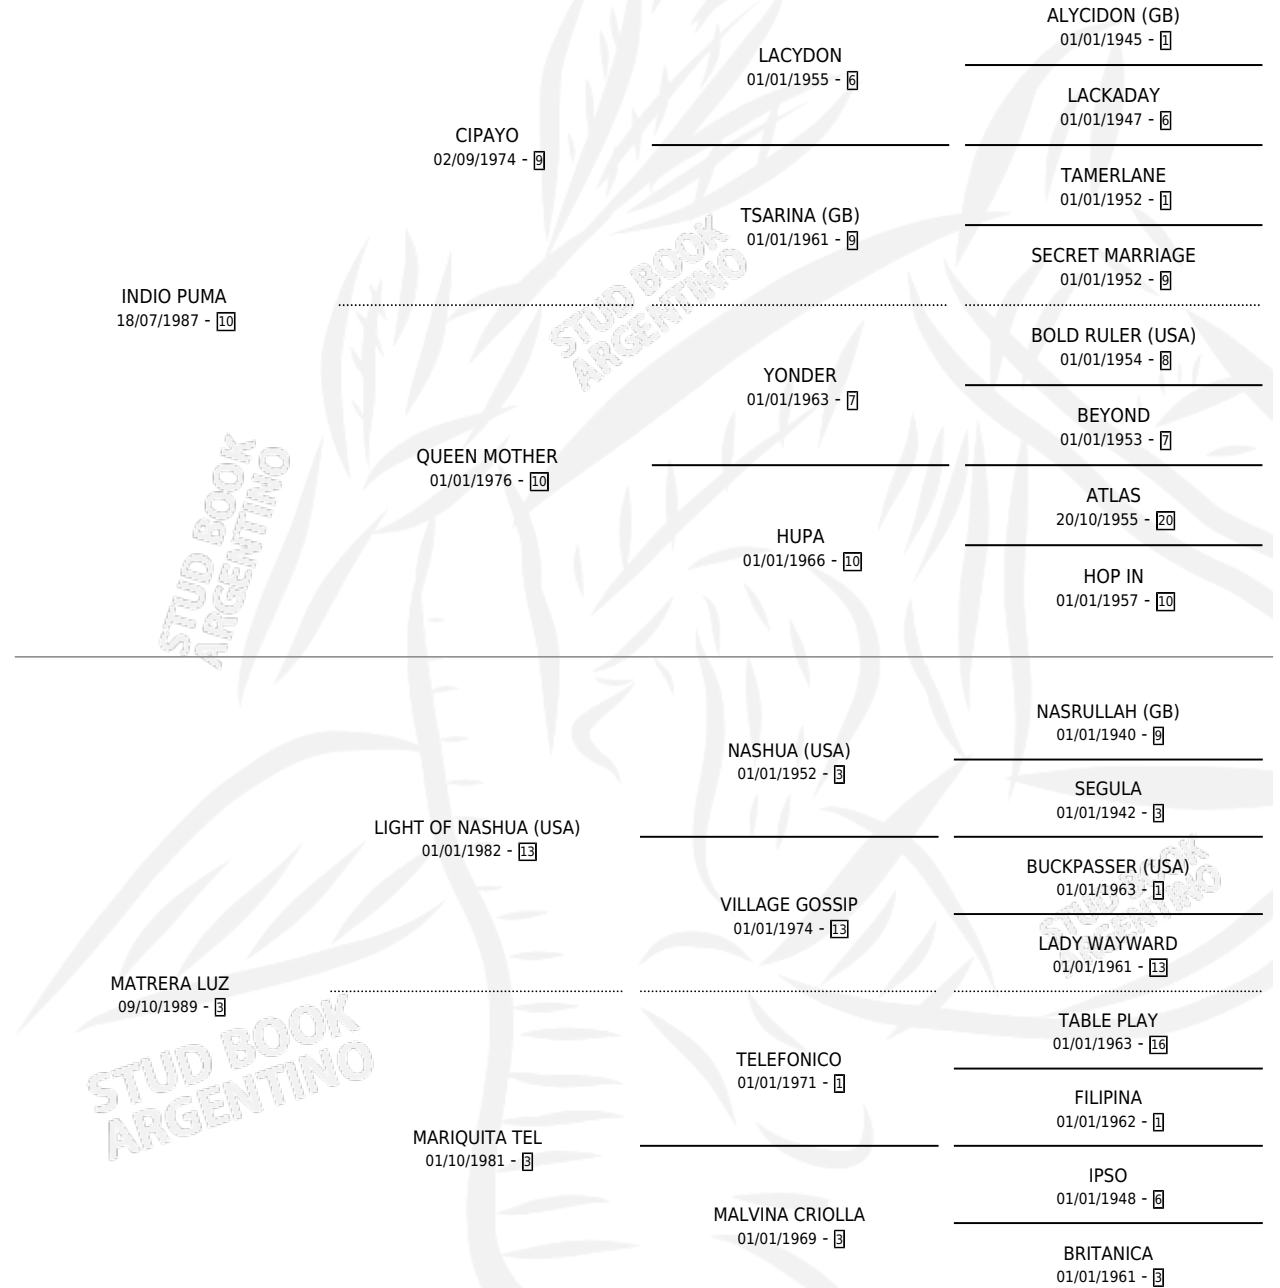 ALYCIDON (GB)
01/01/1945 - 1
LACYDON
01/01/1955 - 6
LACKADAY
01/01/1947 - 6
CIPAYO
02/09/1974 - 9
TAMERLANE
01/01/1952 - 1
TSARINA (GB)
01/01/1961 - 9
SECRET MARRIAGE
01/01/1952 - 9
INDIO PUMA
18/07/1987 - 10
BOLD RULER (USA)
01/01/1954 - 8
YONDER
01/01/1963 - 7
BEYOND
01/01/1953 - 7
QUEEN MOTHER
01/01/1976 - 10
ATLAS
20/10/1955 - 20
HUPA
01/01/1966 - 10
HOP IN
01/01/1957 - 10
NASRULLAH (GB)
01/01/1940 - 9
NASHUA (USA)
01/01/1952 - 3
SEGULA
01/01/1942 - 3
LIGHT OF NASHUA (USA)
01/01/1982 - 13
BUCKPASSER (USA)
01/01/1963 - 1
VILLAGE GOSSIP
01/01/1974 - 13
LADY WAYWARD
01/01/1961 - 13
MATRERA LUZ
09/10/1989 - 3
TABLE PLAY
01/01/1963 - 16
TELEFONICO
01/01/1971 - 1
FILIPINA
01/01/1962 - 1
MARIQUITA TEL
01/10/1981 - 3
IPSO
01/01/1948 - 6
MALVINA CRIOLLA
01/01/1969 - 3
BRITANICA
01/01/1961 - 3
STUD BOOK
ARGENTINO
STUD BOOK
ARGENTINO
STUD BOOK
ARGENTINO
STUD BOOK
ARGENTINO